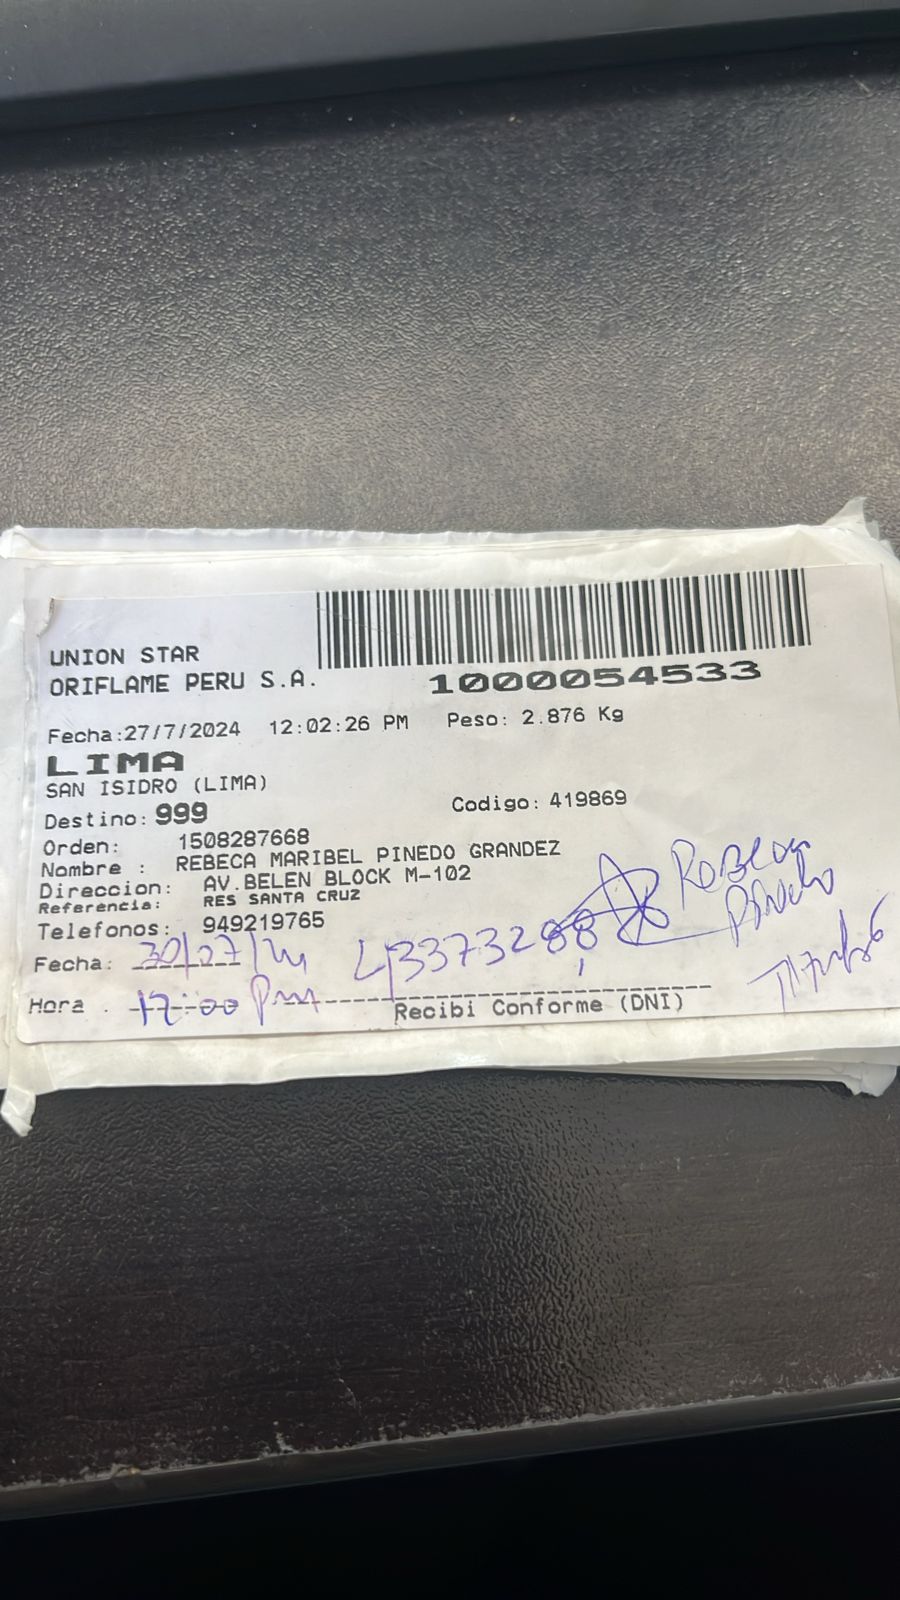 UNION STAR
ORIFLAME PERU S.A.
1000054533
Fecha:27/7/2024 12:02:26 PM Peso: 2.876 Kg
LIMA
SAN ISIDRO (LIMA)
Destino: 999 Codigo: 419869
Orden: 1508287668
Nombre : REBECA MARIBEL PINEDO GRANDEZ
Direccion: AV.BELEN BLOCK M-102
Referencia: RES SANTA CRUZ
Telefonos: 949219765
Rebeca
Pinedo
Fecha: 30/07/24
Hora . 17:00 Pm
Recibi Conforme (DNI)